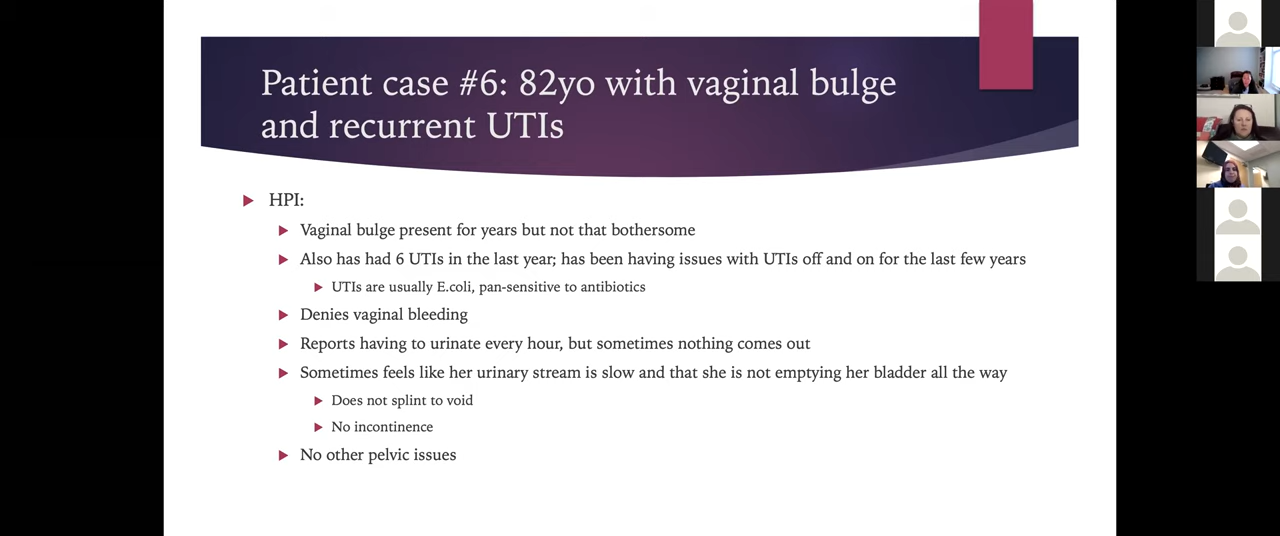 Patient case #6: 82yo with vaginal bulge
and recurrent UTIs
HPI:
Vaginal bulge present for years but not that bothersome
Also has had 6 UTIs in the last year; has been having issues with UTIs off and on for the last few years
UTIs are usually E.coli, pan-sensitive to antibiotics
Denies vaginal bleeding
Reports having to urinate every hour, but sometimes nothing comes out
Sometimes feels like her urinary stream is slow and that she is not emptying her bladder all the way
Does not splint to void
No incontinence
No other pelvic issues